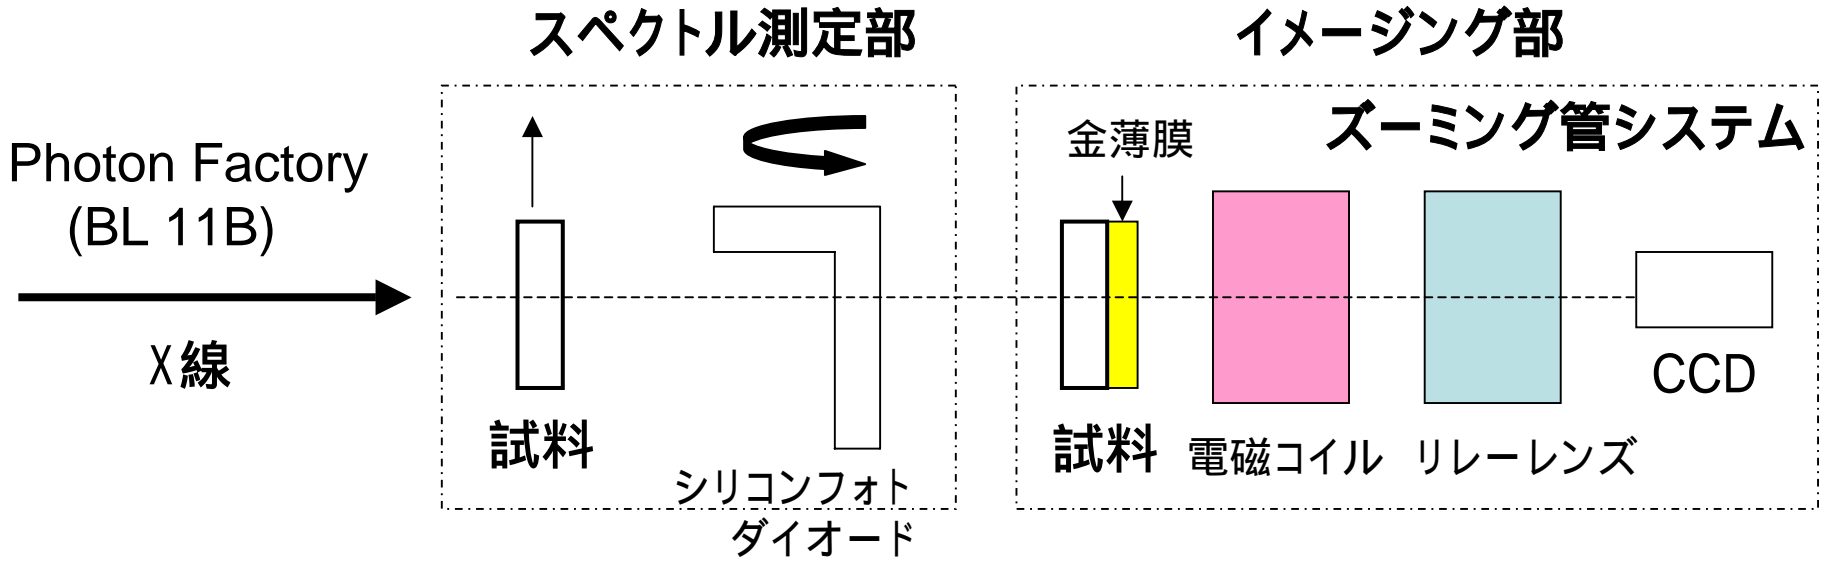 スペクトル測定部
イメージング部
Photon Factory
(BL 11B)
X線
試料
シリコンフォト
ダイオード
ズーミング管システム
金薄膜
試料
電磁コイル
リレーレンズ
CCD